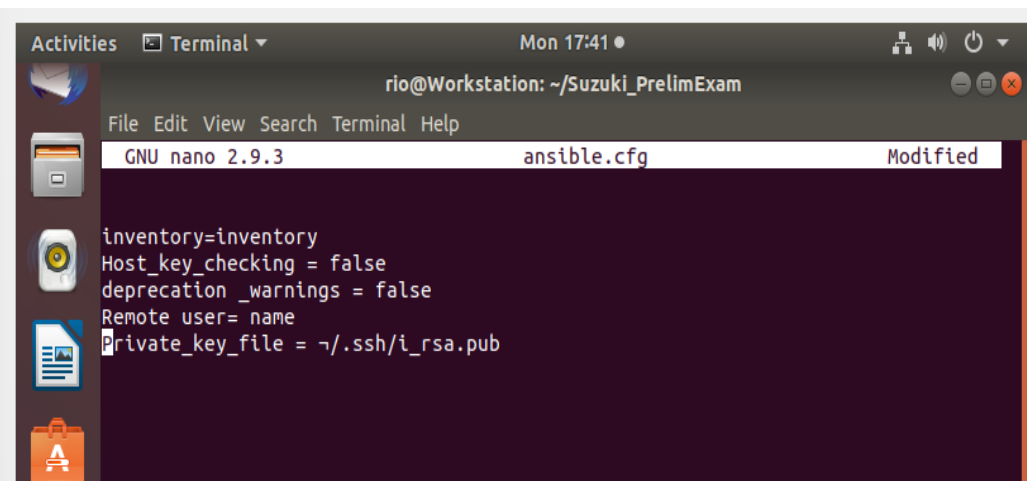 Activities Terminal Mon 17:41
rio@Workstation: ~/Suzuki_PrelimExam
File Edit View Search Terminal Help
GNU nano 2.9.3 ansible.cfg Modified
inventory=inventory
Host_key_checking = false
deprecation _warnings = false
Remote user= name
Private_key_file = ¬/.ssh/i_rsa.pub